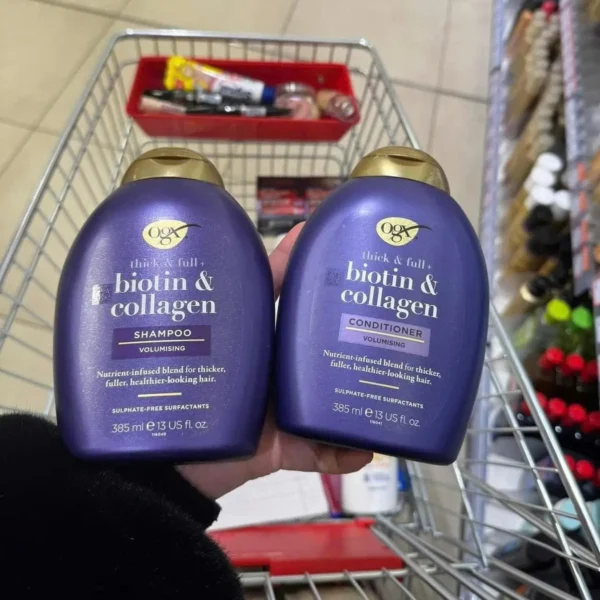 ogx
thick & full +
biotin &
collagen
SHAMPOO
VOLUMISING
Nutrient-infused blend for thicker,
fuller, healthier-looking hair.
SULPHATE-FREE SURFACTANTS
385 ml e 13 US fl. oz.
ogx
thick & full +
biotin &
collagen
CONDITIONER
VOLUMISING
Nutrient-infused blend for thicker,
fuller, healthier-looking hair.
SULPHATE-FREE SURFACTANTS
385 ml e 13 US fl. oz.